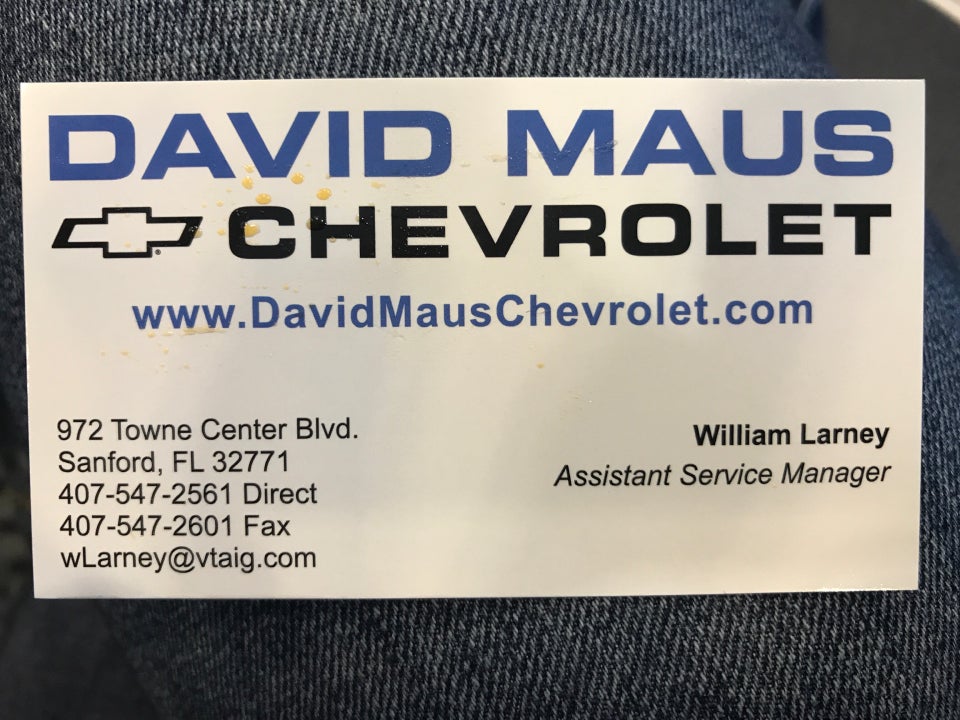 DAVID MAUS
CHEVROLET
www.DavidMausChevrolet.com
972 Towne Center Blvd.
Sanford, FL 32771
407-547-2561 Direct
407-547-2601 Fax
wLarney@vtaig.com
William Larney
Assistant Service Manager